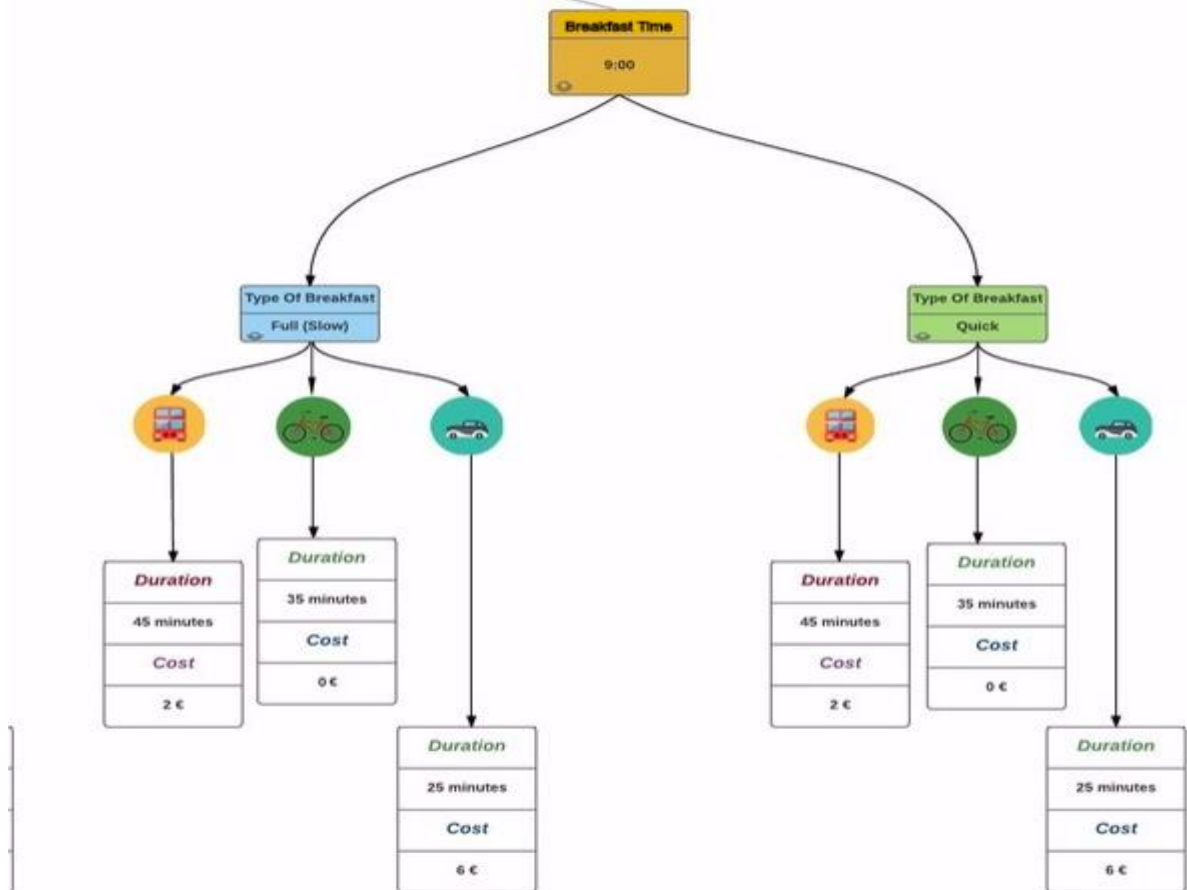 Breakfast Time
9:00
Type Of Breakfast
Full (Slow)
Type Of Breakfast
Quick
Duration
45 minutes
Cost
2 €
Duration
35 minutes
Cost
0 €
Duration
25 minutes
Cost
6 €
Duration
45 minutes
Cost
2 €
Duration
35 minutes
Cost
0 €
Duration
25 minutes
Cost
6 €